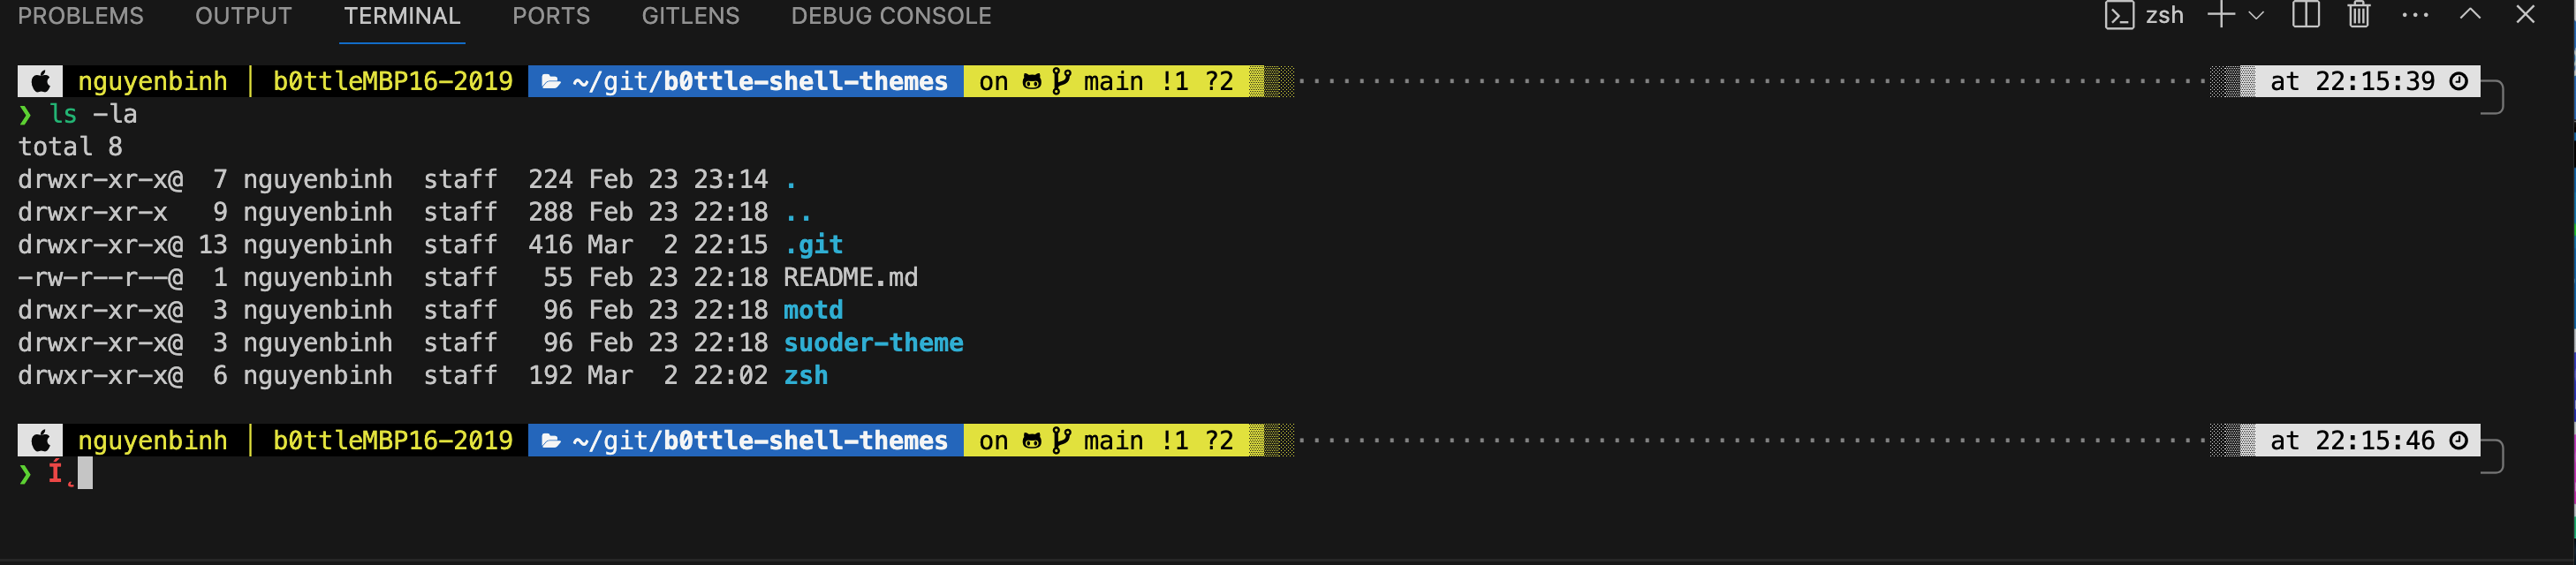 PROBLEMS OUTPUT TERMINAL PORTS GITLENS DEBUG CONSOLE zsh
nguyenbinh | b0ttleMBP16-2019 ~/git/b0ttle-shell-themes on main !1 ?2 at 22:15:39
❯ ls -la
total 8
drwxr-xr-x@ 7 nguyenbinh staff 224 Feb 23 23:14 .
drwxr-xr-x 9 nguyenbinh staff 288 Feb 23 22:18 ..
drwxr-xr-x@ 13 nguyenbinh staff 416 Mar 2 22:15 .git
-rw-r--r--@ 1 nguyenbinh staff 55 Feb 23 22:18 README.md
drwxr-xr-x@ 3 nguyenbinh staff 96 Feb 23 22:18 motd
drwxr-xr-x@ 3 nguyenbinh staff 96 Feb 23 22:18 suoder-theme
drwxr-xr-x@ 6 nguyenbinh staff 192 Mar 2 22:02 zsh
nguyenbinh | b0ttleMBP16-2019 ~/git/b0ttle-shell-themes on main !1 ?2 at 22:15:46
❯ Í˛